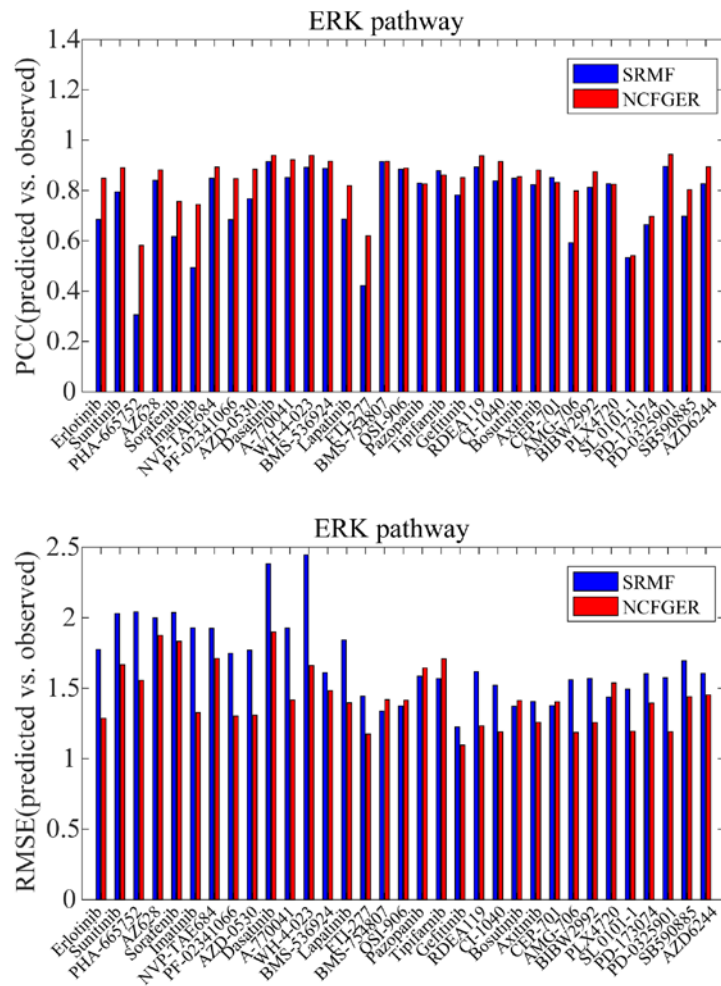 ERK pathway
PCC(predicted vs. observed)
1.4
1.2
1
0.8
0.6
0.4
0.2
0
SRMF
NCFGER
Erlotinib
Sunitinib
PHA-665752
AZ628
Sorafenib
Imatinib
NVP-TAE684
PF-02341066
AZD-0530
Dasatinib
A-770041
WH-4-023
BMS-536924
Lapatinib
FTI-277
BMS-754807
OSI-906
Pazopanib
Tipifarnib
Gefitinib
RDEA119
CI-1040
Bosutinib
Axitinib
CEP-701
AMG-706
BIBW2992
PLX4720
SL0101-1
PD-173074
PD-0325901
SB590885
AZD6244
ERK pathway
RMSE(predicted vs. observed)
2.5
2
1.5
1
0.5
0
SRMF
NCFGER
Erlotinib
Sunitinib
PHA-665752
AZ628
Sorafenib
Imatinib
NVP-TAE684
PF-02341066
AZD-0530
Dasatinib
A-770041
WH-4-023
BMS-536924
Lapatinib
FTI-277
BMS-754807
OSI-906
Pazopanib
Tipifarnib
Gefitinib
RDEA119
CI-1040
Bosutinib
Axitinib
CEP-701
AMG-706
BIBW2992
PLX4720
SL0101-1
PD-173074
PD-0325901
SB590885
AZD6244